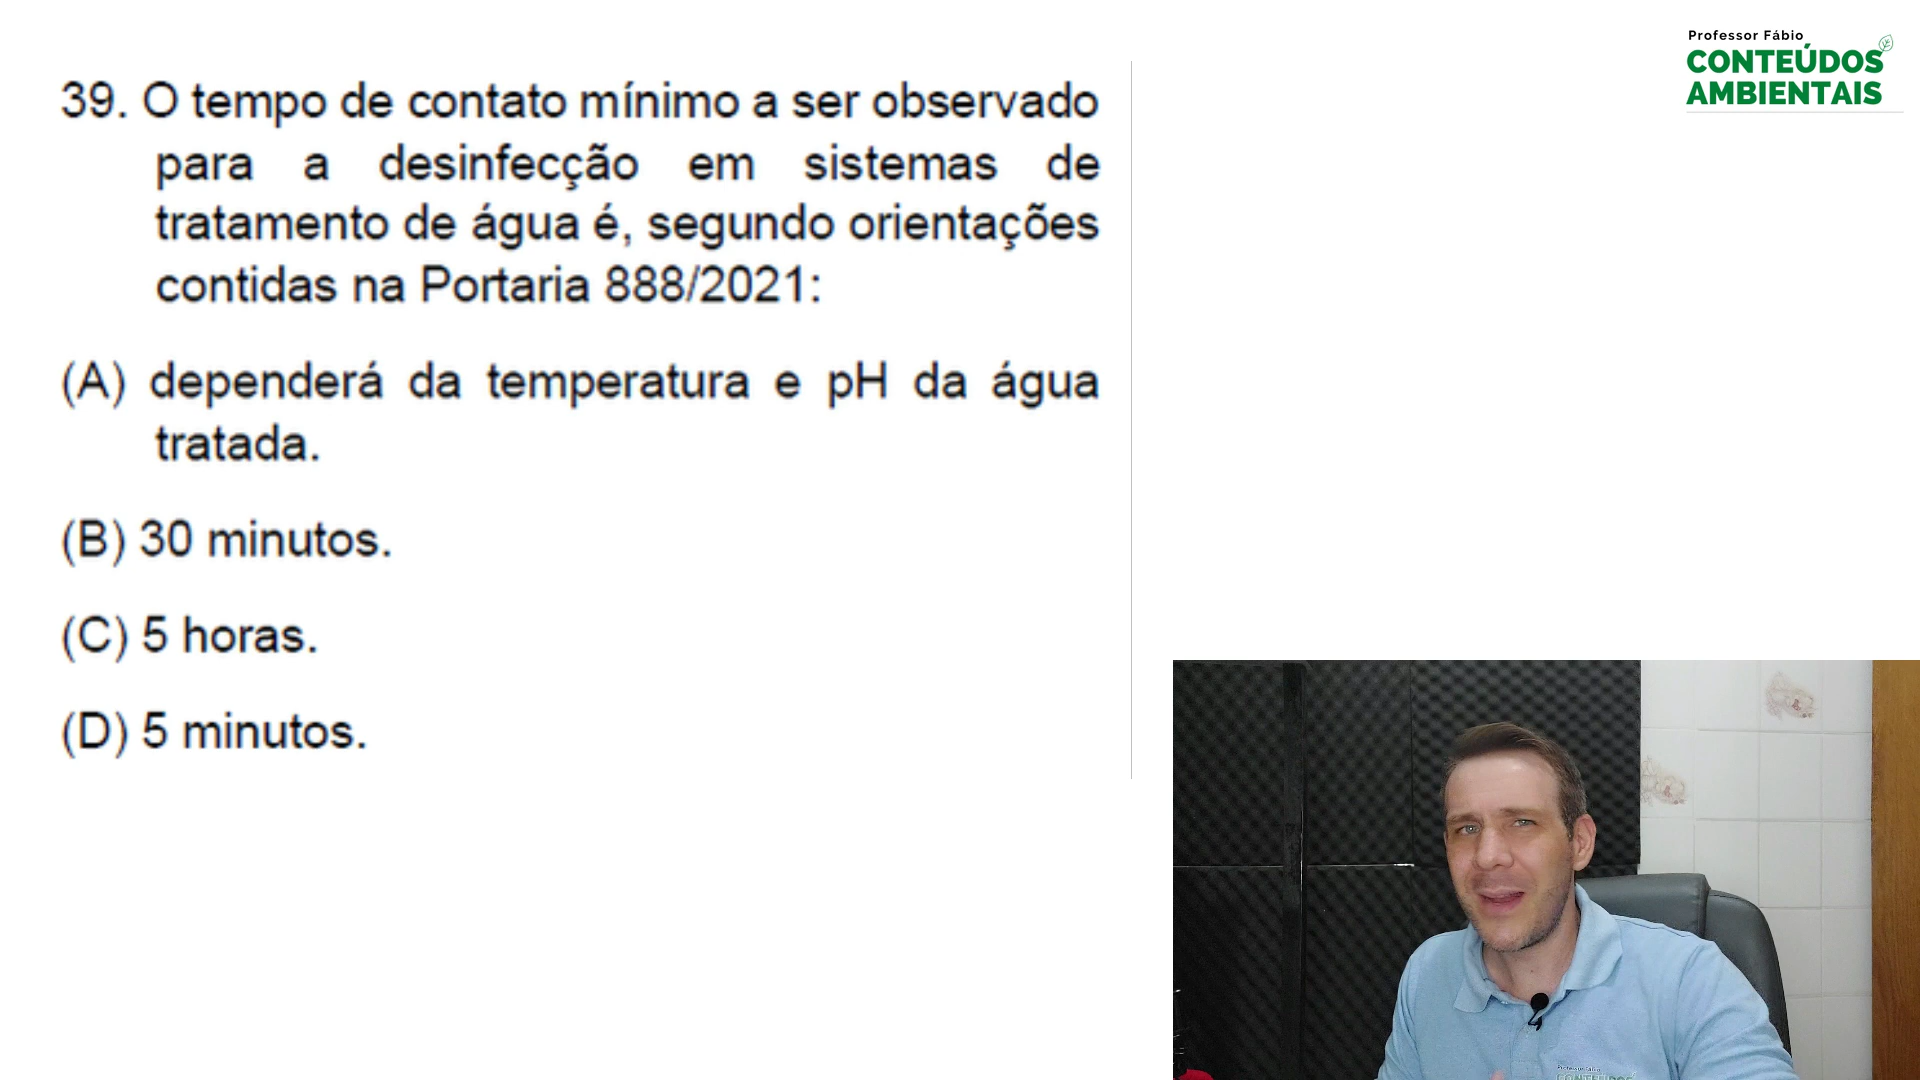 Professor Fábio
CONTEÚDOS
AMBIENTAIS
39. O tempo de contato mínimo a ser observado
para a desinfecção em sistemas de
tratamento de água é, segundo orientações
contidas na Portaria 888/2021:
(A) dependerá da temperatura e pH da água
tratada.
(B) 30 minutos.
(C) 5 horas.
(D) 5 minutos.